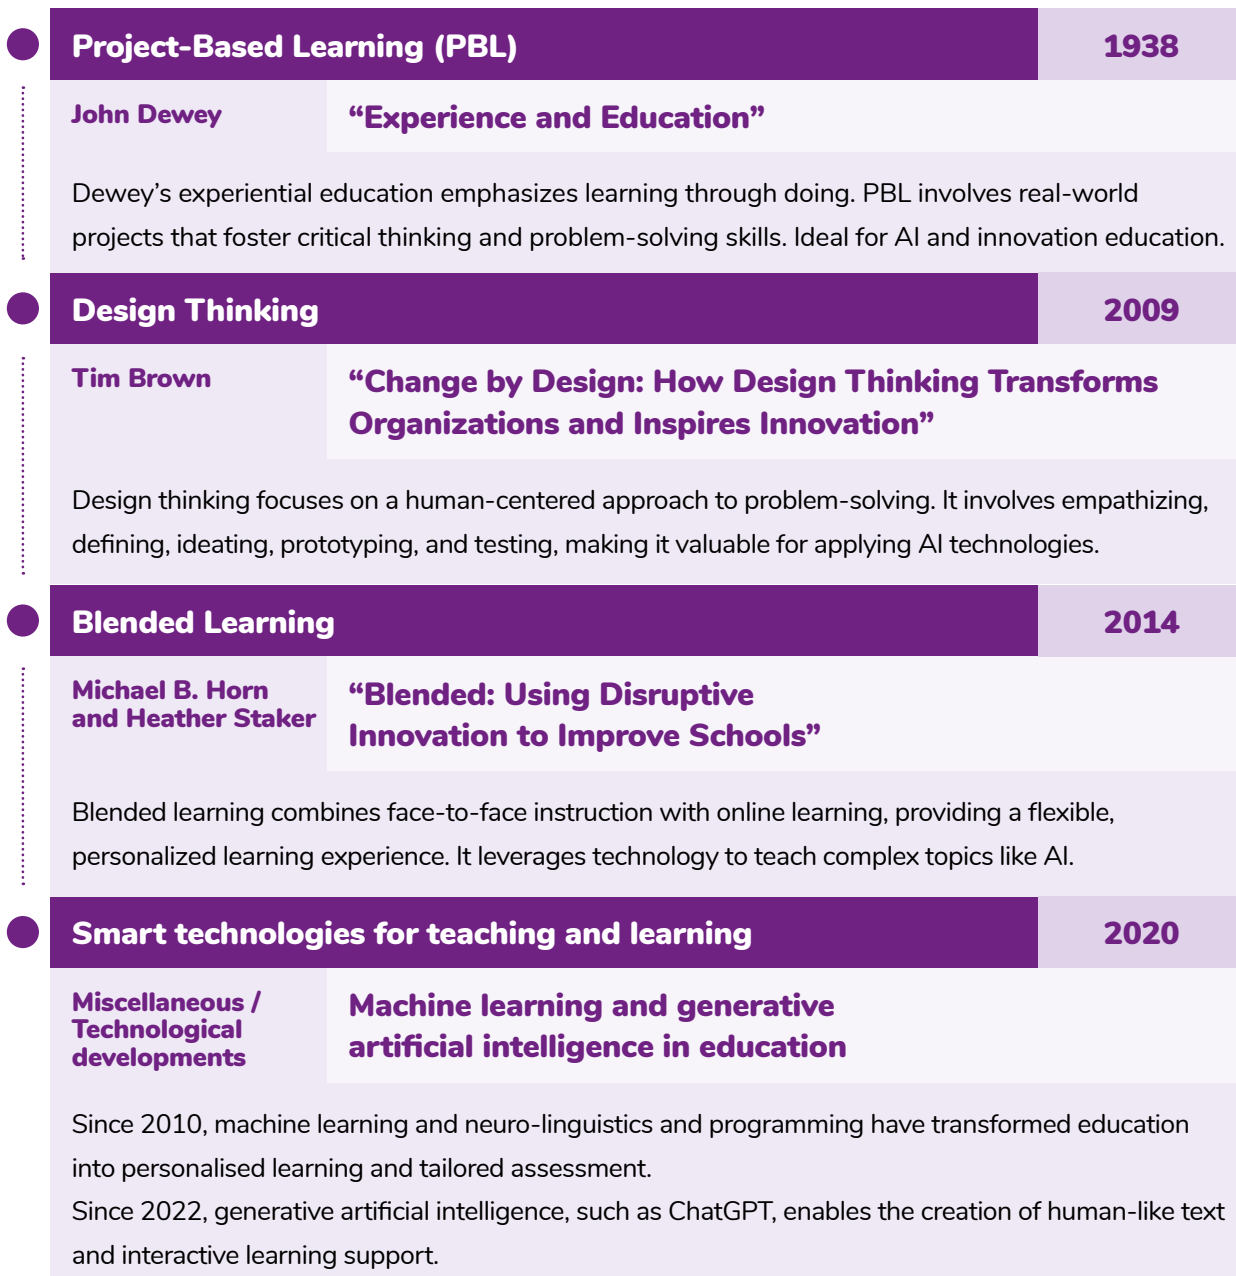 Project-Based Learning (PBL)
1938
John Dewey
“Experience and Education”
Dewey’s experiential education emphasizes learning through doing. PBL involves real-world
projects that foster critical thinking and problem-solving skills. Ideal for AI and innovation education.
Design Thinking
2009
Tim Brown
“Change by Design: How Design Thinking Transforms
Organizations and Inspires Innovation”
Design thinking focuses on a human-centered approach to problem-solving. It involves empathizing,
defining, ideating, prototyping, and testing, making it valuable for applying AI technologies.
Blended Learning
2014
Michael B. Horn
and Heather Staker
“Blended: Using Disruptive
Innovation to Improve Schools”
Blended learning combines face-to-face instruction with online learning, providing a flexible,
personalized learning experience. It leverages technology to teach complex topics like AI.
Smart technologies for teaching and learning
2020
Miscellaneous /
Technological
developments
Machine learning and generative
artificial intelligence in education
Since 2010, machine learning and neuro-linguistics and programming have transformed education
into personalised learning and tailored assessment.
Since 2022, generative artificial intelligence, such as ChatGPT, enables the creation of human-like text
and interactive learning support.